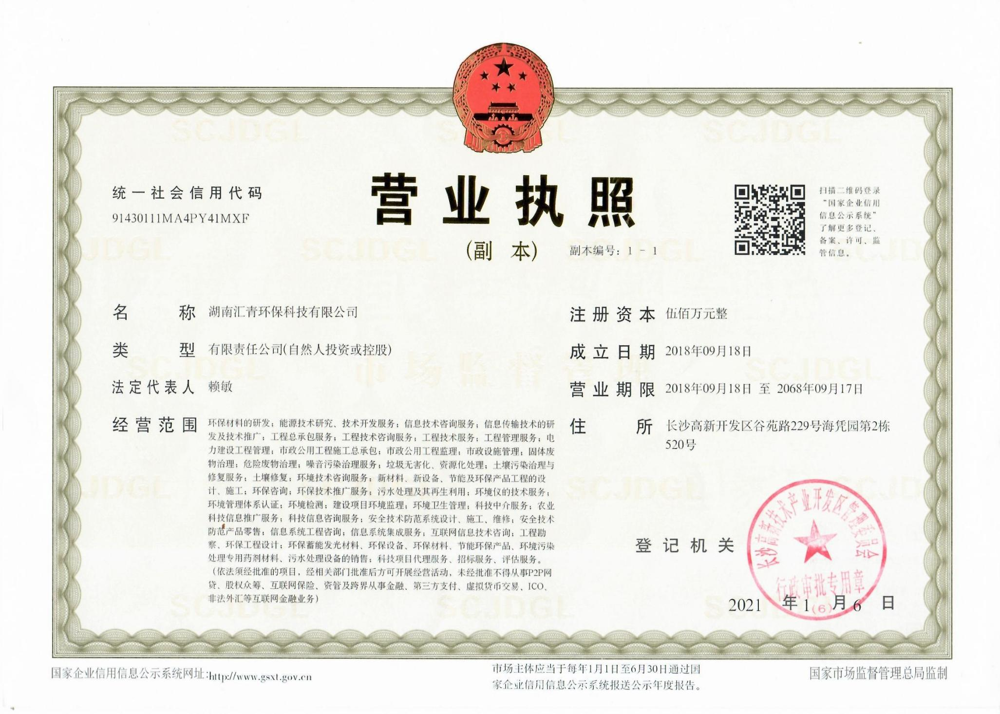 统一社会信用代码
91430111MA4PY41MXF
营业执照
(副 本)
副本编号：1 - 1
扫描二维码登录
“国家企业信用
信息公示系统”
了解更多登记、
备案、许可、监
管信息。
名 称 湖南汇青环保科技有限公司
类 型 有限责任公司(自然人投资或控股)
法定代表人 赖敏
经营范围 环保材料的研发；能源技术研究、技术开发服务；信息技术咨询服务；信息传输技术的研
发及技术推广；工程总承包服务；工程技术咨询服务；工程技术服务；工程管理服务；电
力建设工程管理；市政公用工程施工总承包；市政公用工程监理；市政设施管理；固体废
物治理；危险废物治理；噪音污染治理服务；垃圾无害化、资源化处理；土壤污染治理与
修复服务；土壤修复；环境技术咨询服务；新材料、新设备、节能及环保产品工程的设
计、施工；环保咨询；环保技术推广服务；污水处理及其再生利用；环境仪的技术服务；
环境管理体系认证；环境检测；建设项目环境监理；环境卫生管理；科技中介服务；农业
科技信息推广服务；科技信息咨询服务；安全技术防范系统设计、施工、维修；安全技术
防范产品零售；信息系统工程咨询；信息系统集成服务；互联网信息技术咨询；工程勘
察、环保工程设计；环保蓄能发光材料、环保设备、环保材料、节能环保产品、环境污染
处理专用药剂材料、污水处理设备的销售；科技项目代理服务、招标服务、评估服务。
（依法须经批准的项目，经相关部门批准后方可开展经营活动，未经批准不得从事P2P网
贷、股权众筹、互联网保险、资管及跨界从事金融、第三方支付、虚拟货币交易、ICO、
非法外汇等互联网金融业务）
注册资本 伍佰万元整
成立日期 2018年09月18日
营业期限 2018年09月18日 至 2068年09月17日
住 所 长沙高新开发区谷苑路229号海凭园第2栋
520号
登记机关
长沙高新技术产业开发区管理委员会
行政审批专用章
(6)
2021 年 1 月 6 日
国家企业信用信息公示系统网址:http://www.gsxt.gov.cn
市场主体应当于每年1月1日至6月30日通过国
家企业信用信息公示系统报送公示年度报告。
国家市场监督管理总局监制
SCJDGL
市场监督管理